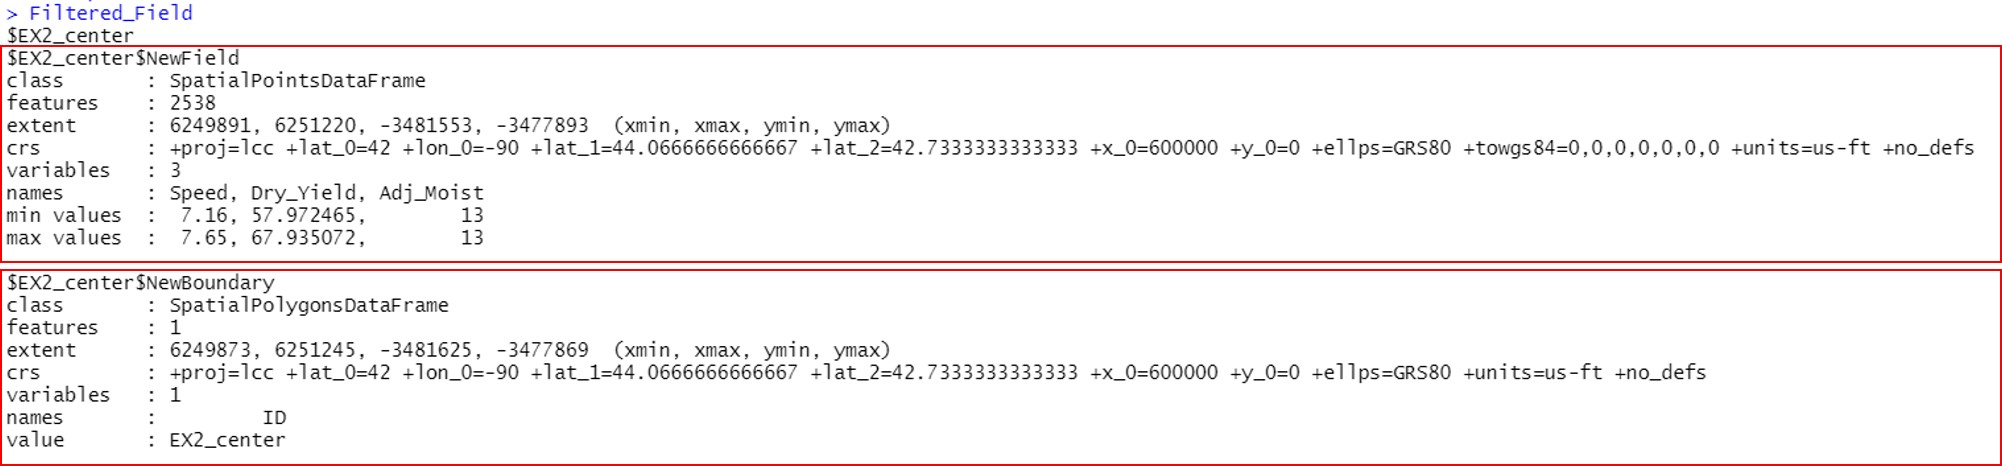 > Filtered_Field
$EX2_center
$EX2_center$NewField
class       : SpatialPointsDataFrame
features    : 2538
extent      : 6249891, 6251220, -3481553, -3477893  (xmin, xmax, ymin, ymax)
crs         : +proj=lcc +lat_0=42 +lon_0=-90 +lat_1=44.0666666666667 +lat_2=42.7333333333333 +x_0=600000 +y_0=0 +ellps=GRS80 +towgs84=0,0,0,0,0,0,0 +units=us-ft +no_defs
variables   : 3
names       : Speed, Dry_Yield, Adj_Moist
min values  :  7.16, 57.972465,        13
max values  :  7.65, 67.935072,        13
$EX2_center$NewBoundary
class       : SpatialPolygonsDataFrame
features    : 1
extent      : 6249873, 6251245, -3481625, -3477869  (xmin, xmax, ymin, ymax)
crs         : +proj=lcc +lat_0=42 +lon_0=-90 +lat_1=44.0666666666667 +lat_2=42.7333333333333 +x_0=600000 +y_0=0 +ellps=GRS80 +units=us-ft +no_defs
variables   : 1
names       :         ID
value       : EX2_center